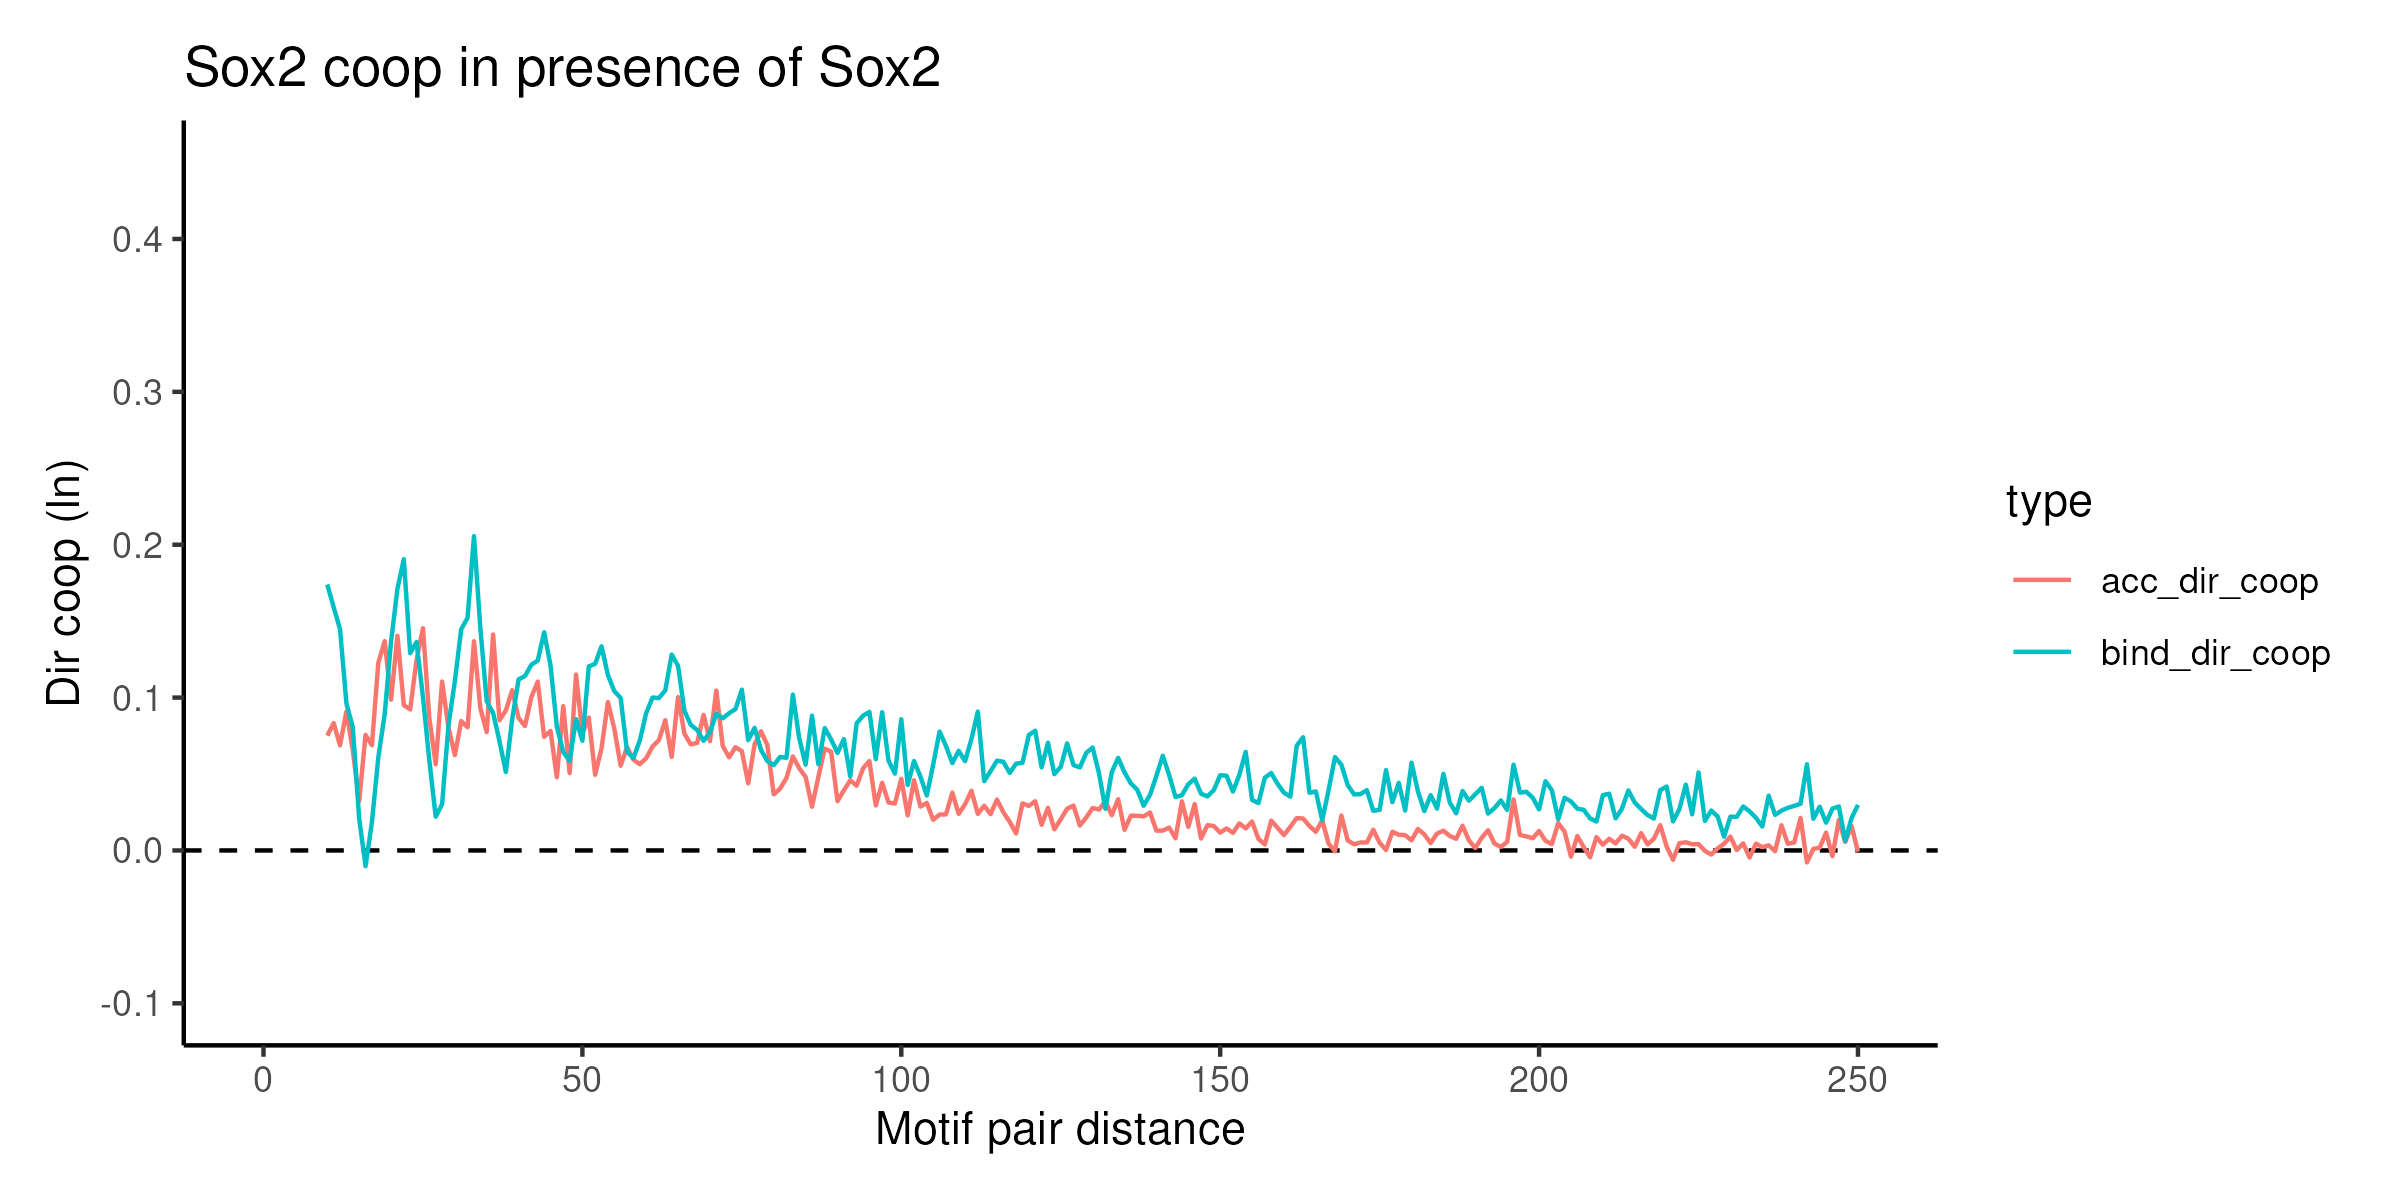 Sox2 coop in presence of Sox2
Dir coop (ln)
0.4
0.3
0.2
0.1
0.0
-0.1
0
50
100
150
200
250
Motif pair distance
type
acc_dir_coop
bind_dir_coop